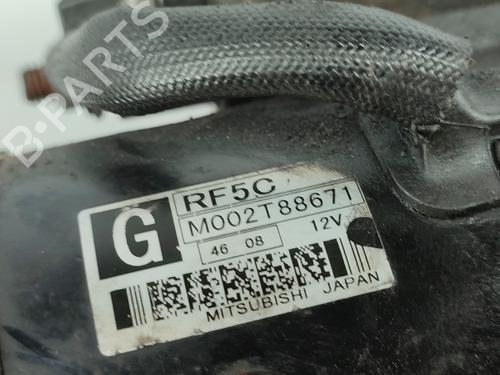 B-PARTS
G
RF5C
M002T88671
46 08
12V
MITSUBISHI JAPAN